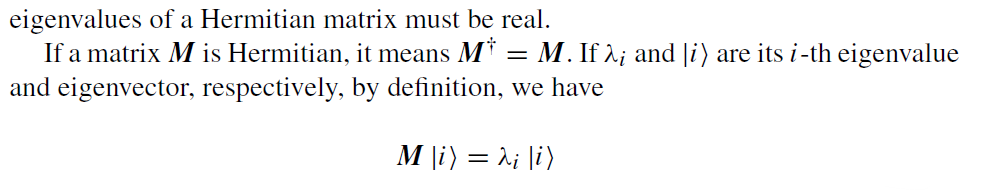 eigenvalues of a Hermitian matrix must be real.
If a matrix M is Hermitian, it means M† = M. If λᵢ and |i⟩ are its i-th eigenvalue
and eigenvector, respectively, by definition, we have
M |i⟩ = λᵢ |i⟩